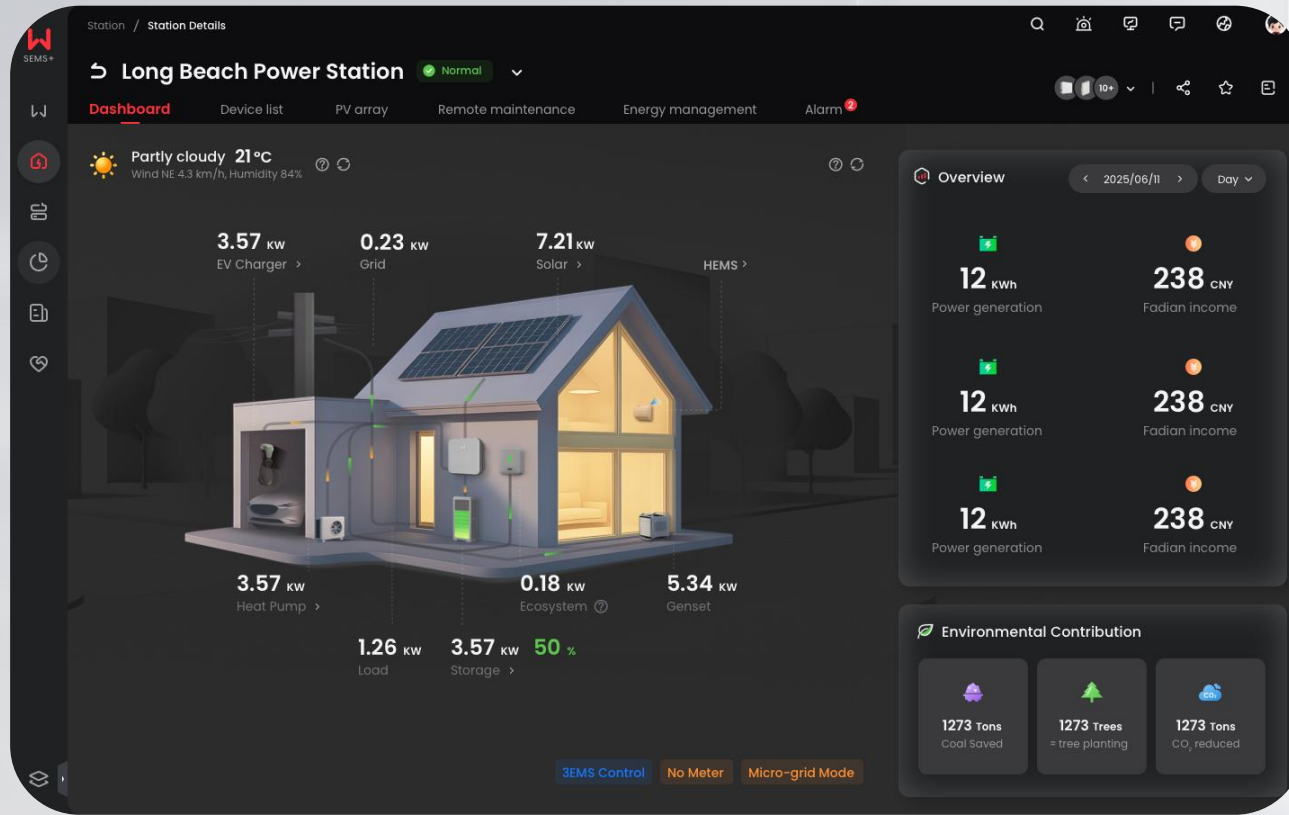 Station / Station Details
SEMS+
Long Beach Power Station
Normal
10+
Dashboard
Device list
PV array
Remote maintenance
Energy management
Alarm
2
Partly cloudy 21 °C
Wind NE 4.3 km/h, Humidity 84%
3.57 KW
EV Charger >
0.23 KW
Grid
7.21 KW
Solar >
HEMS >
3.57 KW
Heat Pump >
0.18 KW
Ecosystem
5.34 KW
Genset
1.26 KW
Load
3.57 KW 50 %
Storage >
3EMS Control
No Meter
Micro-grid Mode
Overview
< 2025/06/11 >
Day
12 KWh
Power generation
238 CNY
Fadian income
12 KWh
Power generation
238 CNY
Fadian income
12 KWh
Power generation
238 CNY
Fadian income
Environmental Contribution
1273 Tons
Coal Saved
1273 Trees
= tree planting
CO₂
1273 Tons
CO₂ reduced